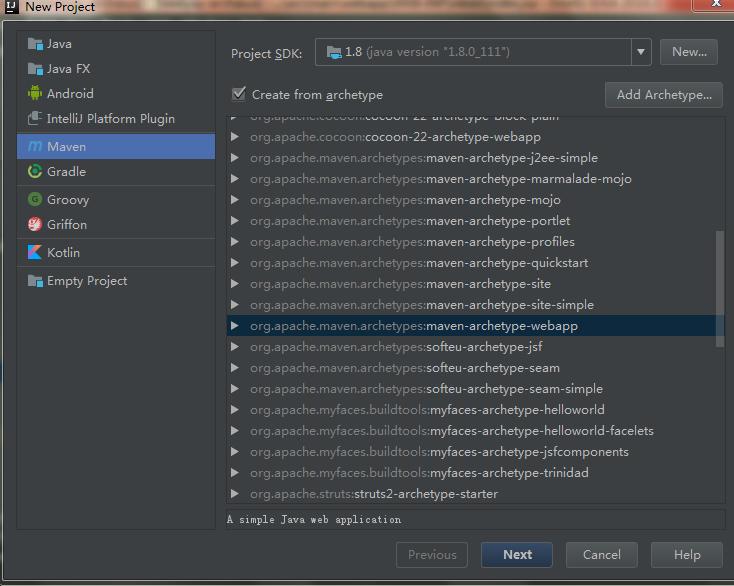 New Project
Java
Java FX
Android
IntelliJ Platform Plugin
Maven
Gradle
Groovy
Griffon
Kotlin
Empty Project
Project SDK: 1.8 (java version "1.8.0_111") New...
Create from archetype Add Archetype...
org.apache.cocoon:cocoon-22-archetype-block-plain
org.apache.cocoon:cocoon-22-archetype-webapp
org.apache.maven.archetypes:maven-archetype-j2ee-simple
org.apache.maven.archetypes:maven-archetype-marmalade-mojo
org.apache.maven.archetypes:maven-archetype-mojo
org.apache.maven.archetypes:maven-archetype-portlet
org.apache.maven.archetypes:maven-archetype-profiles
org.apache.maven.archetypes:maven-archetype-quickstart
org.apache.maven.archetypes:maven-archetype-site
org.apache.maven.archetypes:maven-archetype-site-simple
org.apache.maven.archetypes:maven-archetype-webapp
org.apache.maven.archetypes:softeu-archetype-jsf
org.apache.maven.archetypes:softeu-archetype-seam
org.apache.maven.archetypes:softeu-archetype-seam-simple
org.apache.myfaces.buildtools:myfaces-archetype-helloworld
org.apache.myfaces.buildtools:myfaces-archetype-helloworld-facelets
org.apache.myfaces.buildtools:myfaces-archetype-jsfcomponents
org.apache.myfaces.buildtools:myfaces-archetype-trinidad
org.apache.struts:struts2-archetype-starter
A simple Java web application
Previous Next Cancel Help